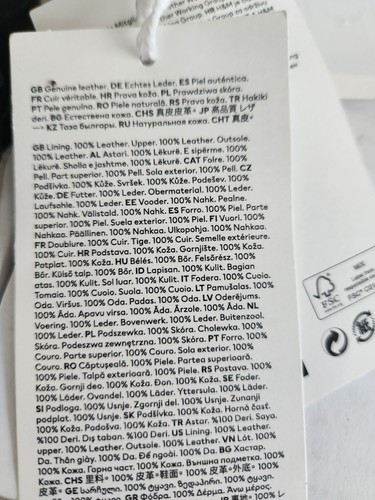 GB Genuine leather. DE Echtes Leder. ES Piel auténtica.
FR Cuir véritable. HR Prava koža. PL Prawdziwa skóra.
PT Pele genuína. RO Piele naturală. RS Prava koža. TR Hakiki
deri. BG Естествена кожа. CHS 真皮皮革。JP 高品質 レザ
ー。 KZ Таза былғары. RU Натуральная кожа. CHT 真皮。
GB Lining. 100% Leather. Upper. 100% Leather. Outsole.
100% Leather. AL Astari. 100% Lëkurë. E sipërme. 100%
Lëkurë. Sholla e jashtme. 100% Lëkurë. CAT Folre. 100%
Pell. Part superior. 100% Pell. Sola exterior. 100% Pell. CZ
Podšívka. 100% Kůže. Svršek. 100% Kůže. Podešev. 100%
Kůže. DE Futter. 100% Leder. Obermaterial. 100% Leder.
Laufsohle. 100% Leder. EE Vooder. 100% Nahk. Pealne.
100% Nahk. Välistald. 100% Nahk. ES Forro. 100% Piel. Parte
superior. 100% Piel. Suela exterior. 100% Piel. FI Vuori. 100%
Nahkaa. Päällinen. 100% Nahkaa. Ulkopohja. 100% Nahkaa.
FR Doublure. 100% Cuir. Tige. 100% Cuir. Semelle extérieure.
100% Cuir. HR Podstava. 100% Koža. Gornjište. 100% Koža.
Potplat. 100% Koža. HU Bélés. 100% Bőr. Felsőrész. 100%
Bőr. Külső talp. 100% Bőr. ID Lapisan. 100% Kulit. Bagian
atas. 100% Kulit. Sol luar. 100% Kulit. IT Fodera. 100% Cuoio.
Tomaia. 100% Cuoio. Suola. 100% Cuoio. LT Pamušalas. 100%
Oda. Viršus. 100% Oda. Padas. 100% Oda. LV Oderējums.
100% Āda. Apavu virsa. 100% Āda. Ārzole. 100% Āda. NL
Voering. 100% Leder. Bovenwerk. 100% Leder. Buitenzool.
100% Leder. PL Podszewka. 100% Skóra. Cholewka. 100%
Skóra. Podeszwa zewnętrzna. 100% Skóra. PT Forro. 100%
Couro. Parte superior. 100% Couro. Sola exterior. 100%
Couro. RO Căptușeală. 100% Piele. Partea superioară.
100% Piele. Talpă exterioară. 100% Piele. RS Postava. 100%
Koža. Gornji deo. 100% Koža. Đon. 100% Koža. SE Foder.
100% Läder. Ovandel. 100% Läder. Yttersula. 100% Läder.
SI Podloga. 100% Usnje. Zgornji del. 100% Usnje. Zunanji
podplat. 100% Usnje. SK Podšívka. 100% Koža. Horná časť.
100% Koža. Podošva. 100% Koža. TR Astar. %100 Deri. Saya.
%100 Deri. Dış taban. %100 Deri. US Lining. 100% Leather.
upper. 100% Leather. Outsole. 100% Leather. VN Lót. 100%
Da. Thân giày. 100% Da. Đế ngoài. 100% Da. BG Хастар.
100% Кожа. Горна част. 100% Кожа. Външна подметка. 100%
Кожа. CHS 里料。100% 皮革。鞋面。100% 皮革。外底。100%
皮革。GE
FSC